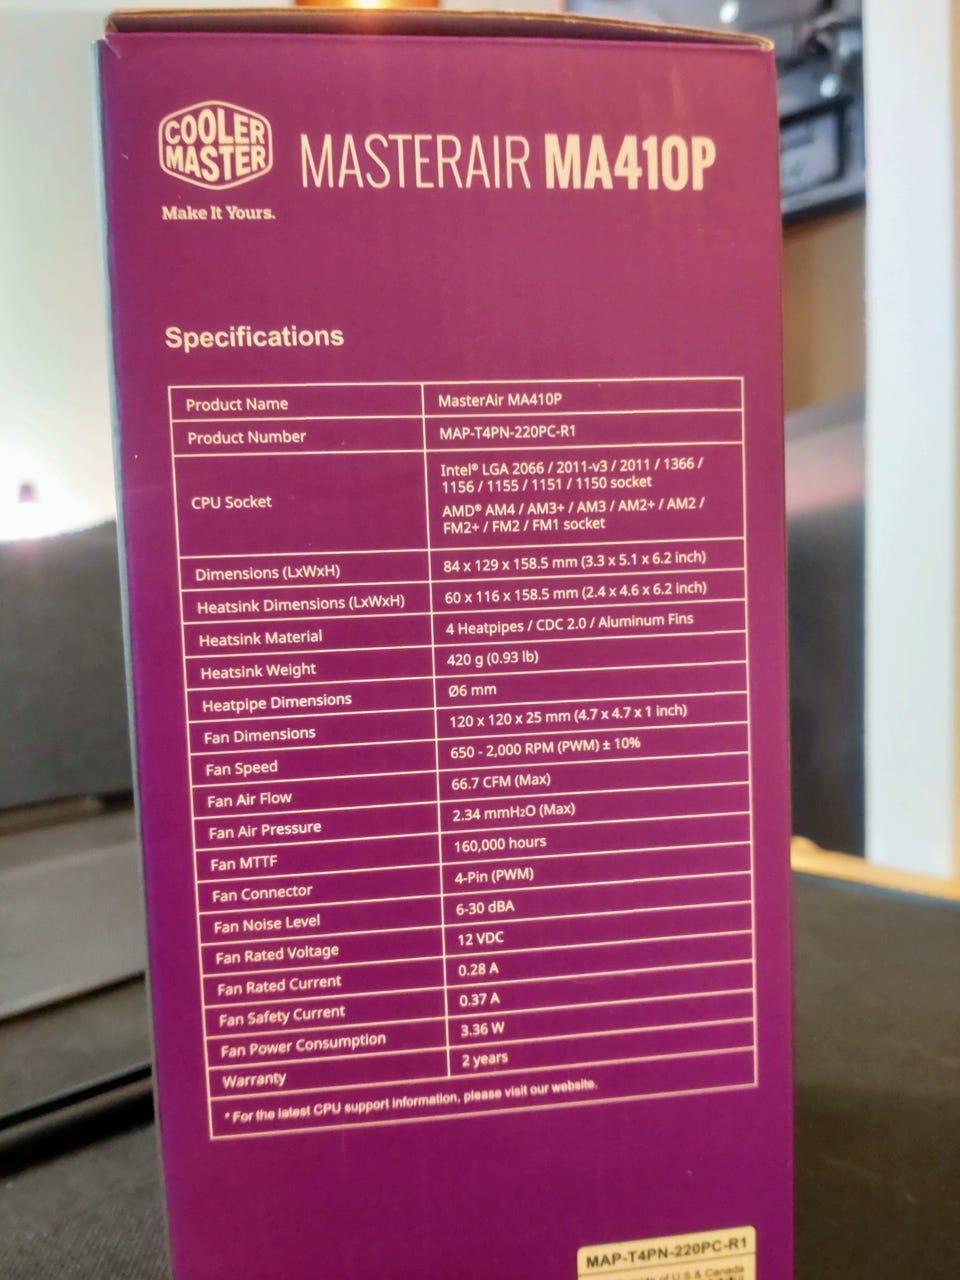 COOLER
MASTER
Make It Yours.
MASTERAIR MA410P
Specifications
Product Name MasterAir MA410P
Product Number MAP-T4PN-220PC-R1
CPU Socket
Intel® LGA 2066 / 2011-v3 / 2011 / 1366 /
1156 / 1155 / 1151 / 1150 socket
AMD® AM4 / AM3+ / AM3 / AM2+ / AM2 /
FM2+ / FM2 / FM1 socket
Dimensions (LxWxH) 84 x 129 x 158.5 mm (3.3 x 5.1 x 6.2 inch)
Heatsink Dimensions (LxWxH) 60 x 116 x 158.5 mm (2.4 x 4.6 x 6.2 inch)
Heatsink Material 4 Heatpipes / CDC 2.0 / Aluminum Fins
Heatsink Weight 420 g (0.93 lb)
Heatpipe Dimensions Ø6 mm
Fan Dimensions 120 x 120 x 25 mm (4.7 x 4.7 x 1 inch)
Fan Speed 650 - 2,000 RPM (PWM) ± 10%
Fan Air Flow 66.7 CFM (Max)
Fan Air Pressure 2.34 mmH₂O (Max)
Fan MTTF 160,000 hours
Fan Connector 4-Pin (PWM)
Fan Noise Level 6-30 dBA
Fan Rated Voltage 12 VDC
Fan Rated Current 0.28 A
Fan Safety Current 0.37 A
Fan Power Consumption 3.36 W
Warranty 2 years
* For the latest CPU support information, please visit our website.
MAP-T4PN-220PC-R1
of U.S & Canada